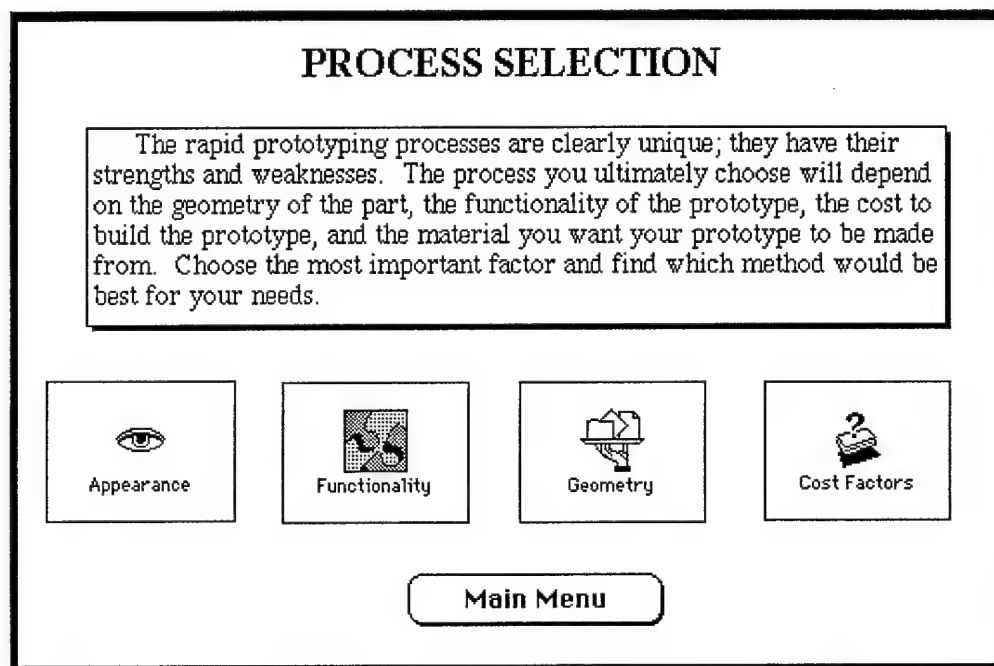 PROCESS SELECTION
The rapid prototyping processes are clearly unique; they have their
strengths and weaknesses. The process you ultimately choose will depend
on the geometry of the part, the functionality of the prototype, the cost to
build the prototype, and the material you want your prototype to be made
from. Choose the most important factor and find which method would be
best for your needs.
?
Appearance
Functionality
Geometry
Cost Factors
Main Menu